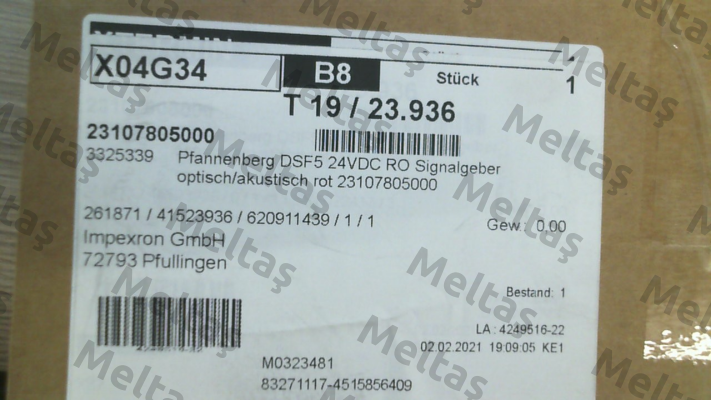 X04G34
B8
Stück
1
T 19 / 23.936
23107805000
3325339 Pfannenberg DSF5 24VDC RO Signalgeber
optisch/akustisch rot 23107805000
261871 / 41523936 / 620911439 / 1 / 1
Gew.: 0,00
Impexron GmbH
72793 Pfullingen
Bestand: 1
LA : 4249516-22
02.02.2021 19:09:05 KE1
M0323481
83271117-4515856409
Meltaş